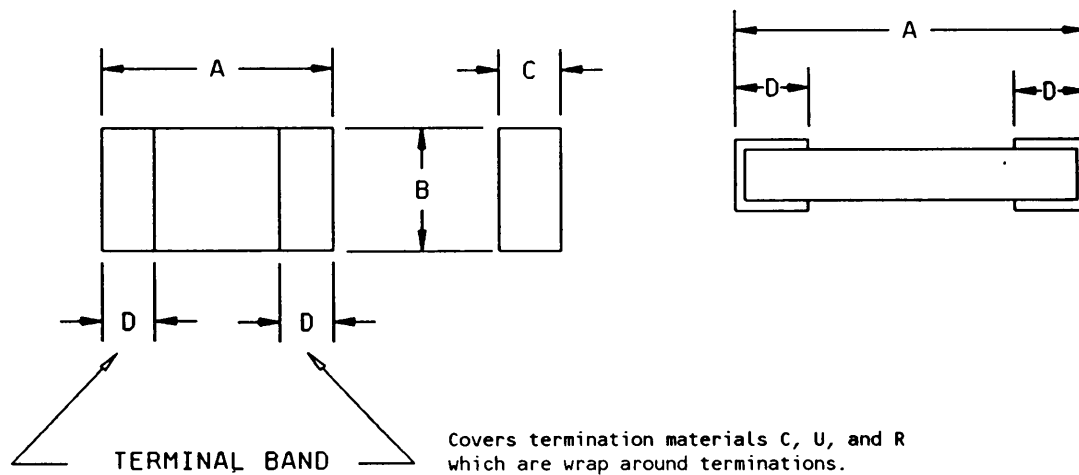 A
C
A
D
D
B
D
D
TERMINAL BAND
Covers termination materials C, U, and R
which are wrap around terminations.